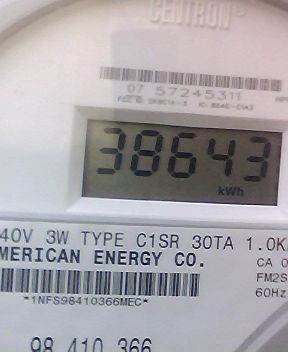 CENTRON®
07 57245311
38643
kWh
40V 3W TYPE C1SR 30TA 1.0K
MERICAN ENERGY CO.
CA 0
FM2S
60Hz
*1NFS98410366MEC*
98 410 366